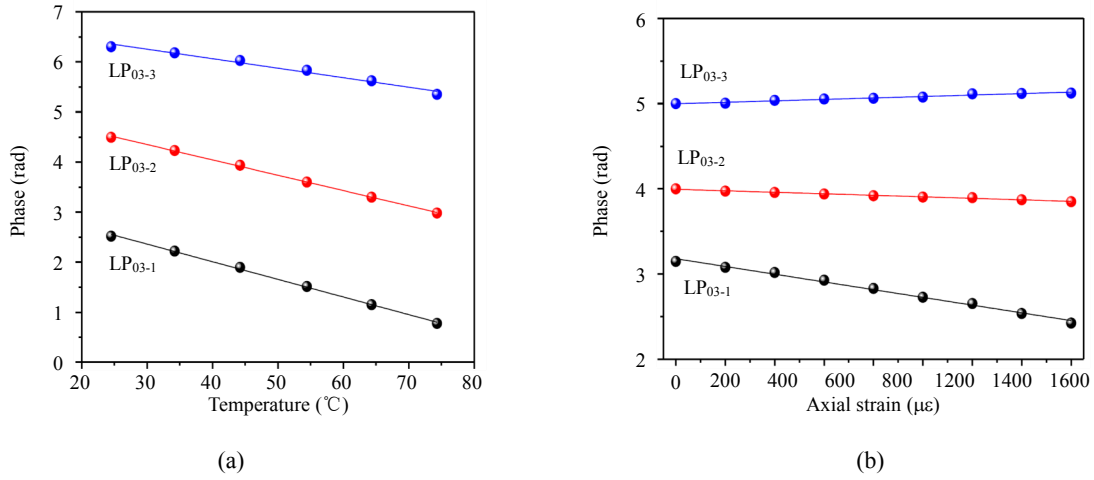 7
6
5
4
3
2
1
0
LP03-3
LP03-2
LP03-1
Phase (rad)
20 30 40 50 60 70 80
Temperature (℃)
(a)
6
5
4
3
2
LP03-3
LP03-2
LP03-1
Phase (rad)
0 200 400 600 800 1000 1200 1400 1600
Axial strain (με)
(b)